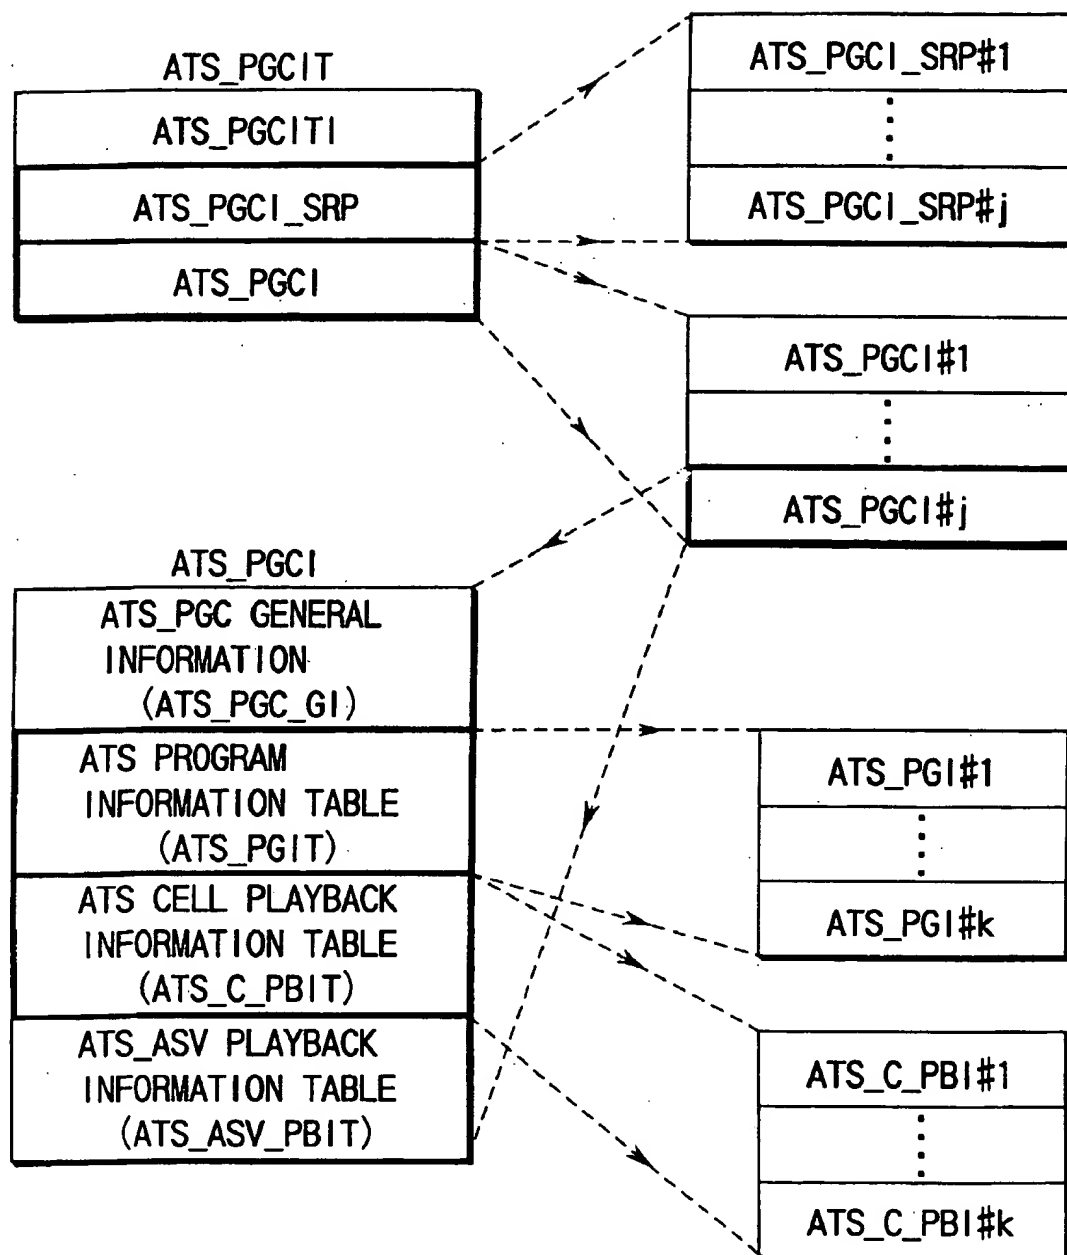 ATS_PGCIT
ATS_PGCITI
ATS_PGCI_SRP
ATS_PGCI
ATS_PGCI_SRP#1
ATS_PGCI_SRP#j
ATS_PGCI#1
ATS_PGCI#j
ATS_PGCI
ATS_PGC GENERAL
INFORMATION
(ATS_PGC_GI)
ATS PROGRAM
INFORMATION TABLE
(ATS_PGIT)
ATS CELL PLAYBACK
INFORMATION TABLE
(ATS_C_PBIT)
ATS_ASV PLAYBACK
INFORMATION TABLE
(ATS_ASV_PBIT)
ATS_PGI#1
ATS_PGI#k
ATS_C_PBI#1
ATS_C_PBI#k